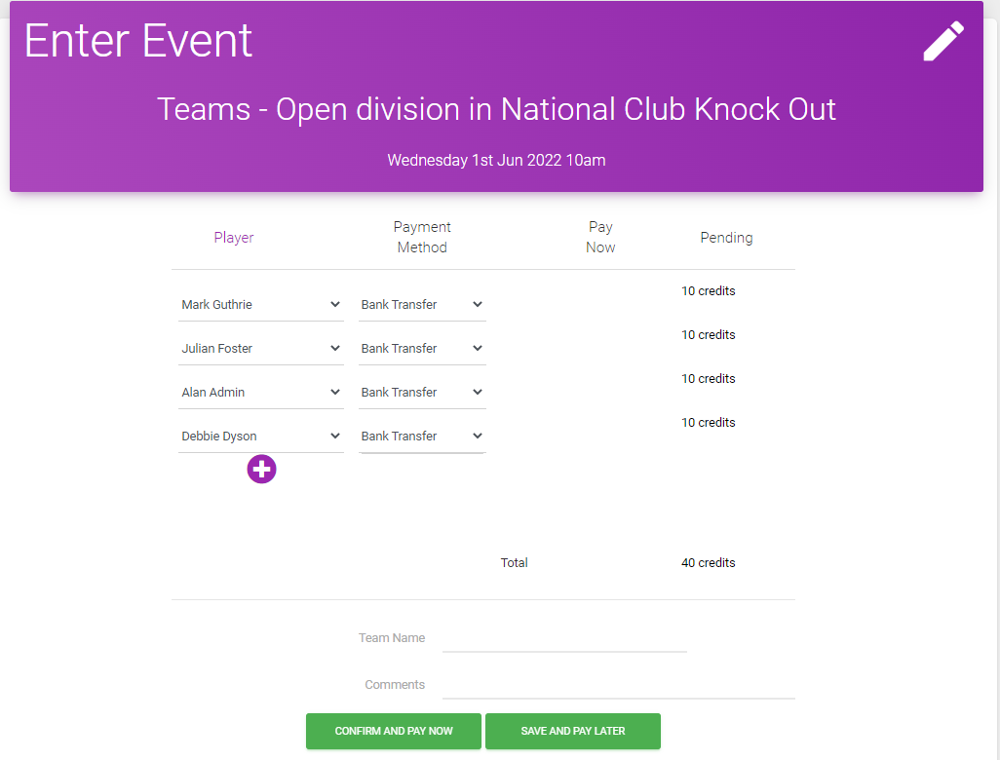 Enter Event
Teams - Open division in National Club Knock Out
Wednesday 1st Jun 2022 10am
Player Payment Method Pay Now Pending
Mark Guthrie Bank Transfer 10 credits
Julian Foster Bank Transfer 10 credits
Alan Admin Bank Transfer 10 credits
Debbie Dyson Bank Transfer 10 credits
Total 40 credits
Team Name
Comments
CONFIRM AND PAY NOW SAVE AND PAY LATER